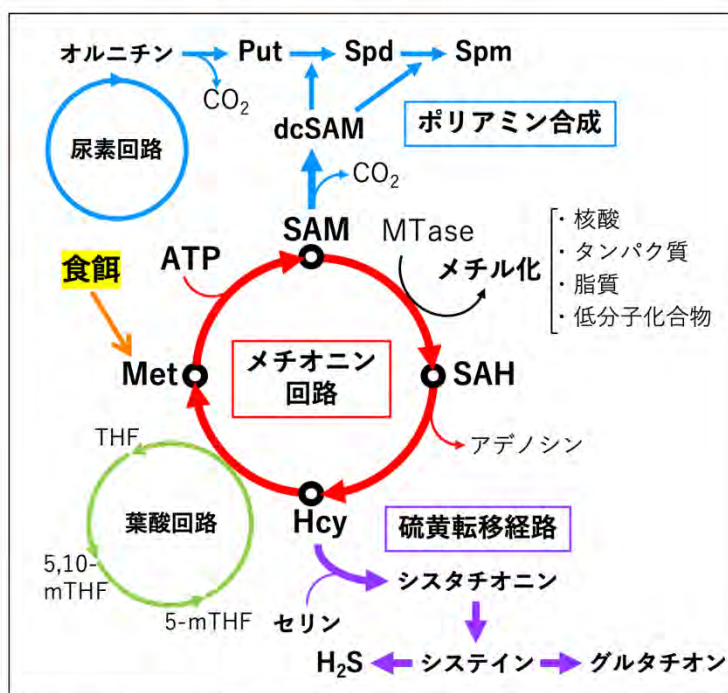 オルニチン Put Spd Spm
CO₂
dcSAM
ポリアミン合成
尿素回路
CO₂
SAM
MTase
ATP
メチル化
・核酸
・タンパク質
・脂質
・低分子化合物
食餌
Met
メチオニン
回路
SAH
THF
アデノシン
葉酸回路
Hcy
硫黄転移経路
5,10-
mTHF
5-mTHF
セリン
シスタチオニン
H₂S システイン グルタチオン